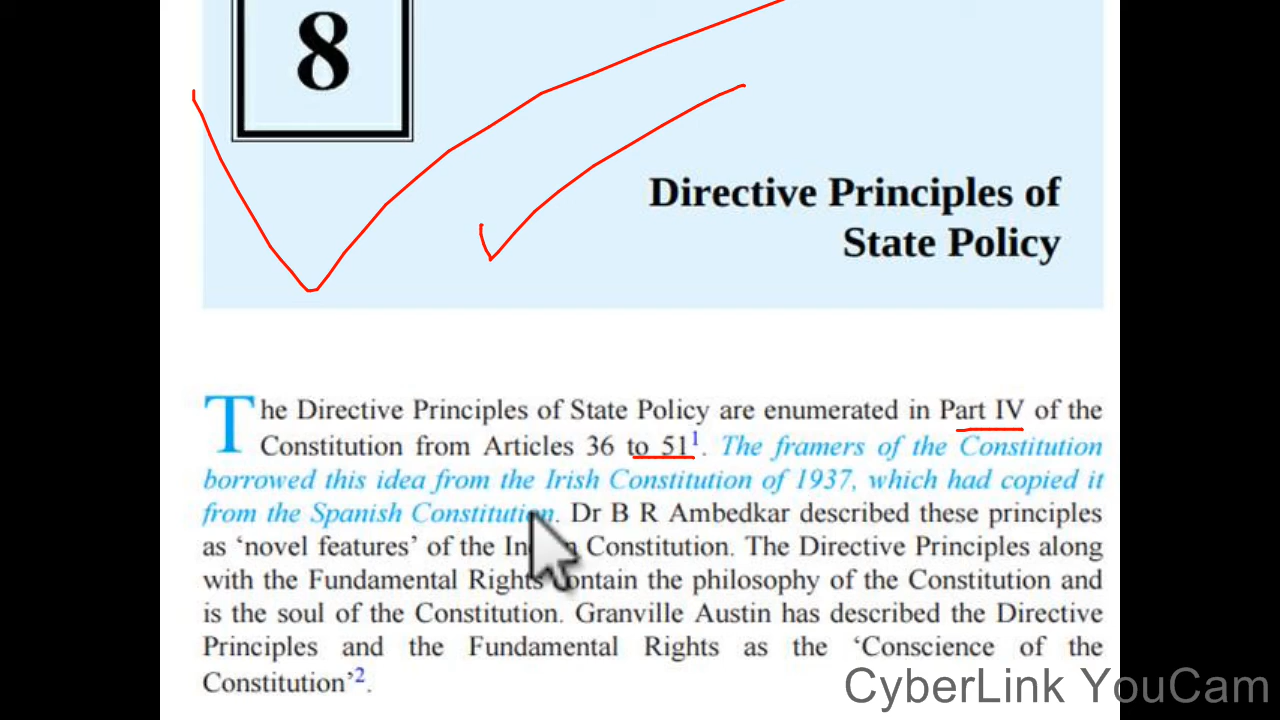 8
Directive Principles of
State Policy
The Directive Principles of State Policy are enumerated in Part IV of the
Constitution from Articles 36 to 51¹. The framers of the Constitution
borrowed this idea from the Irish Constitution of 1937, which had copied it
from the Spanish Constitution. Dr B R Ambedkar described these principles
as ‘novel features’ of the Indian Constitution. The Directive Principles along
with the Fundamental Rights contain the philosophy of the Constitution and
is the soul of the Constitution. Granville Austin has described the Directive
Principles and the Fundamental Rights as the ‘Conscience of the
Constitution’².
CyberLink YouCam